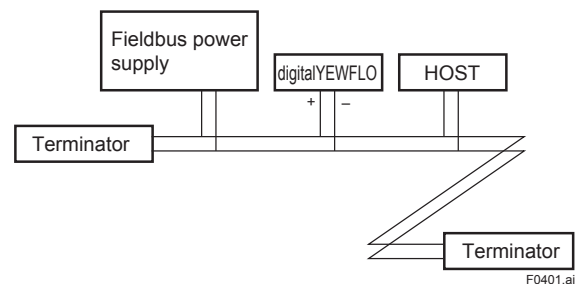 Fieldbus power
supply
digitalYEWFLO
HOST
+ –
Terminator
Terminator
F0401.ai